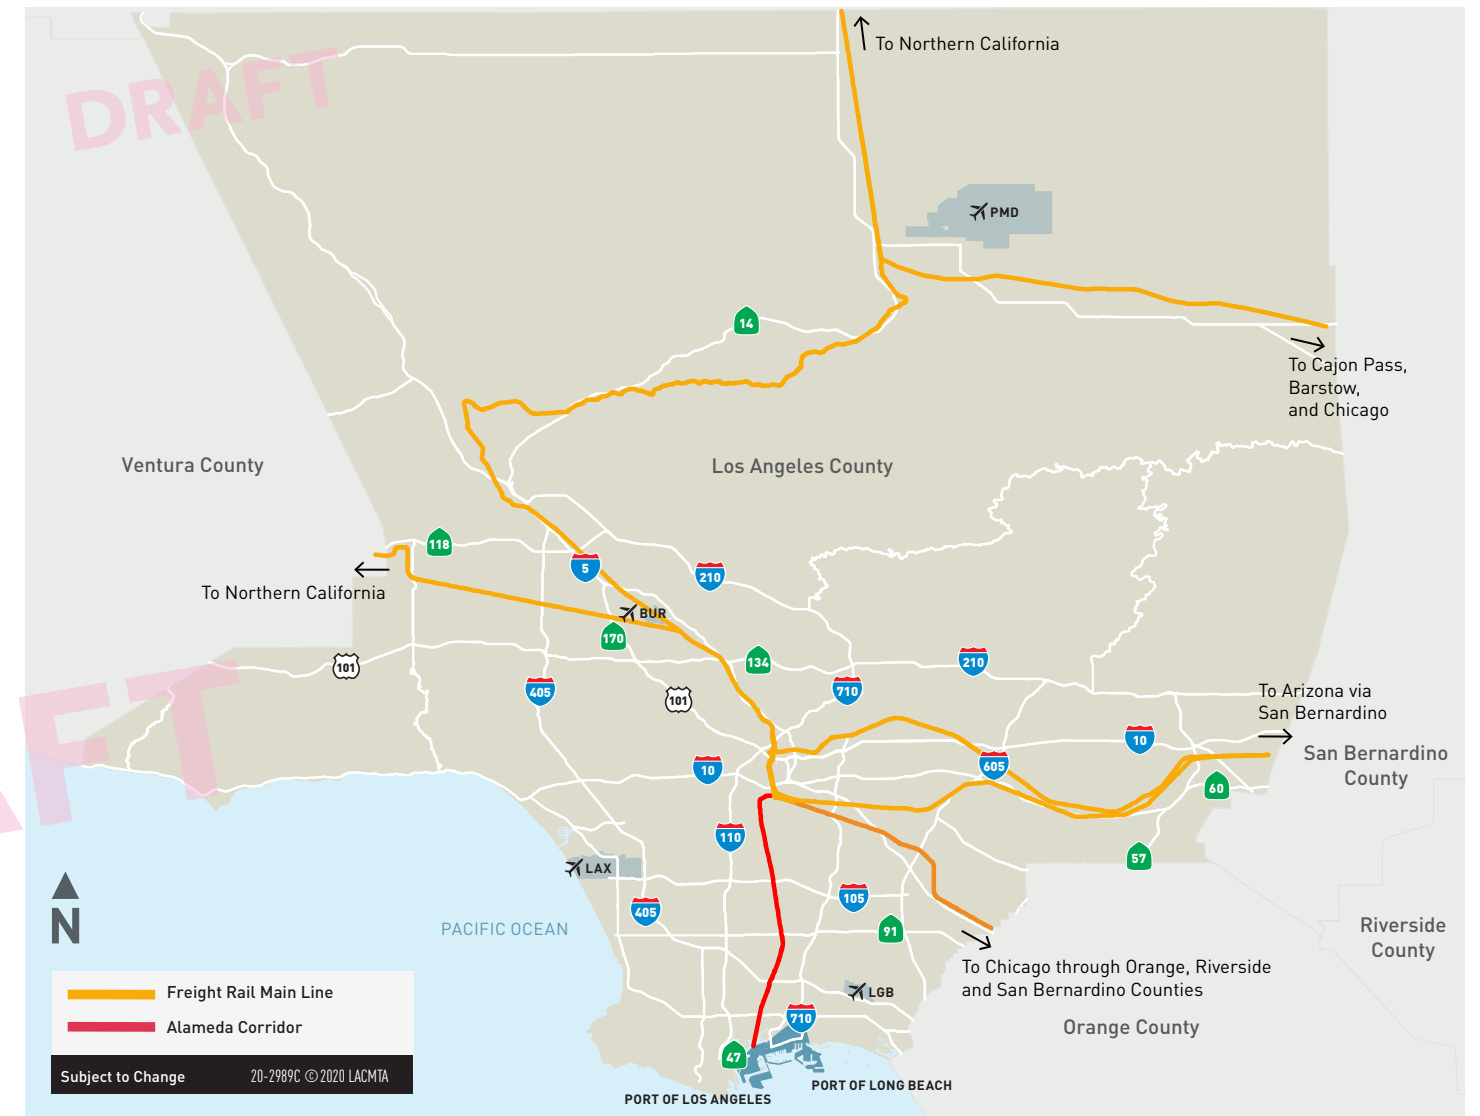 To Northern California
DRAFT
PMD
14
To Cajon Pass,
Barstow,
and Chicago
Ventura County
Los Angeles County
118
5
210
To Northern California
BUR
170
134
210
101
405
101
710
To Arizona via
San Bernardino
10
10
605
San Bernardino
County
60
110
57
LAX
105
405
91
PACIFIC OCEAN
Riverside
County
To Chicago through Orange, Riverside
and San Bernardino Counties
LGB
710
Orange County
47
PORT OF LONG BEACH
PORT OF LOS ANGELES
AFT
N
Freight Rail Main Line
Alameda Corridor
Subject to Change
20-2989C © 2020 LACMTA